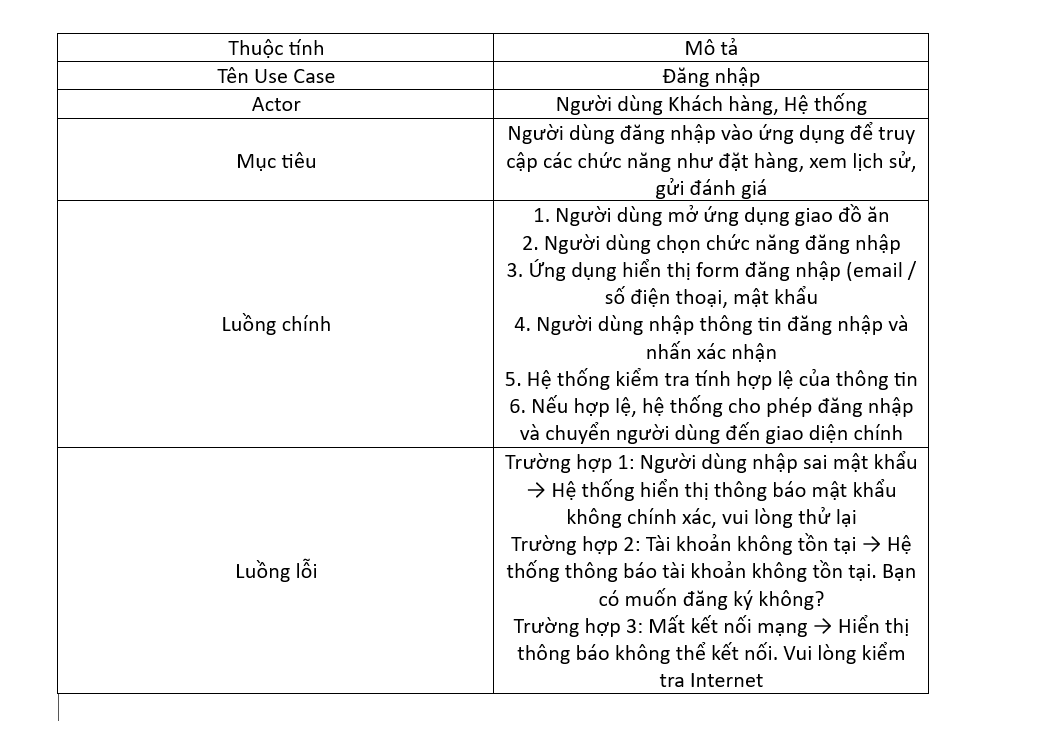 Thuộc tính
Mô tả
Tên Use Case
Đăng nhập
Actor
Người dùng Khách hàng, Hệ thống
Mục tiêu
Người dùng đăng nhập vào ứng dụng để truy
cập các chức năng như đặt hàng, xem lịch sử,
gửi đánh giá
Luồng chính
1. Người dùng mở ứng dụng giao đồ ăn
2. Người dùng chọn chức năng đăng nhập
3. Ứng dụng hiển thị form đăng nhập (email /
số điện thoại, mật khẩu
4. Người dùng nhập thông tin đăng nhập và
nhấn xác nhận
5. Hệ thống kiểm tra tính hợp lệ của thông tin
6. Nếu hợp lệ, hệ thống cho phép đăng nhập
và chuyển người dùng đến giao diện chính
Luồng lỗi
Trường hợp 1: Người dùng nhập sai mật khẩu
→ Hệ thống hiển thị thông báo mật khẩu
không chính xác, vui lòng thử lại
Trường hợp 2: Tài khoản không tồn tại → Hệ
thống thông báo tài khoản không tồn tại. Bạn
có muốn đăng ký không?
Trường hợp 3: Mất kết nối mạng → Hiển thị
thông báo không thể kết nối. Vui lòng kiểm
tra Internet